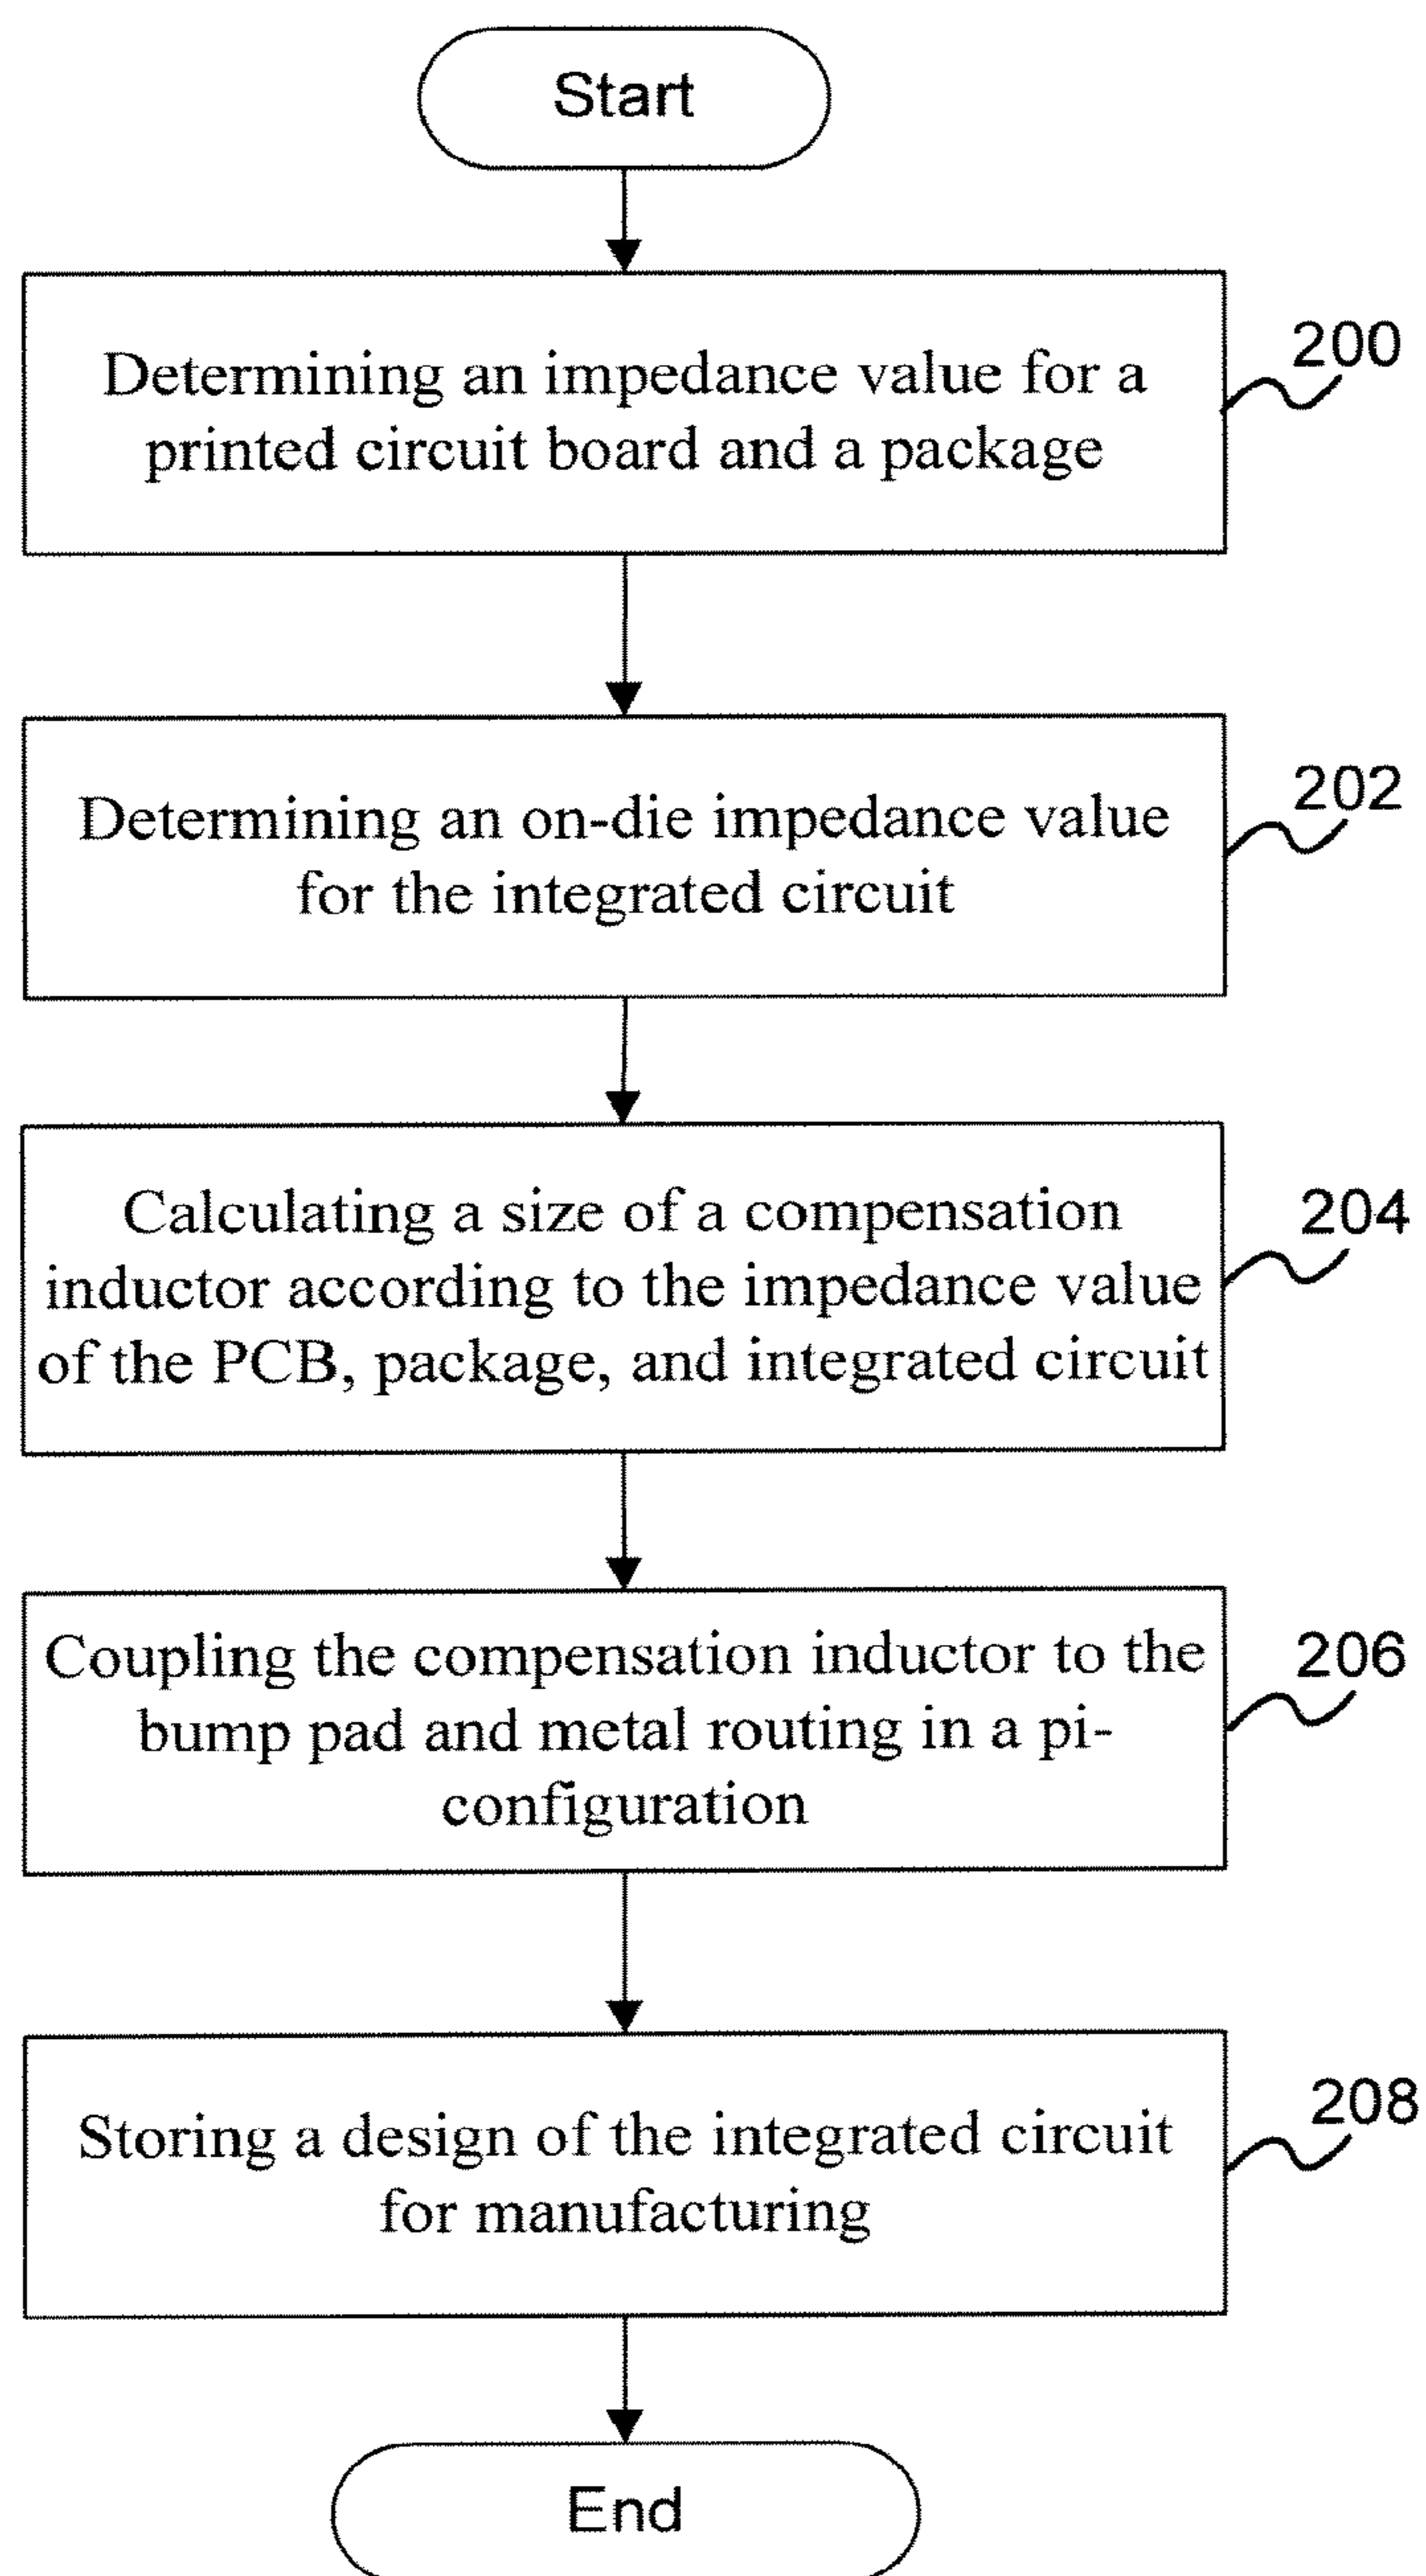 Start
Determining an impedance value for a
printed circuit board and a package
200
Determining an on-die impedance value
for the integrated circuit
202
Calculating a size of a compensation
inductor according to the impedance value
of the PCB, package, and integrated circuit
204
Coupling the compensation inductor to the
bump pad and metal routing in a pi-
configuration
206
Storing a design of the integrated circuit
for manufacturing
208
End